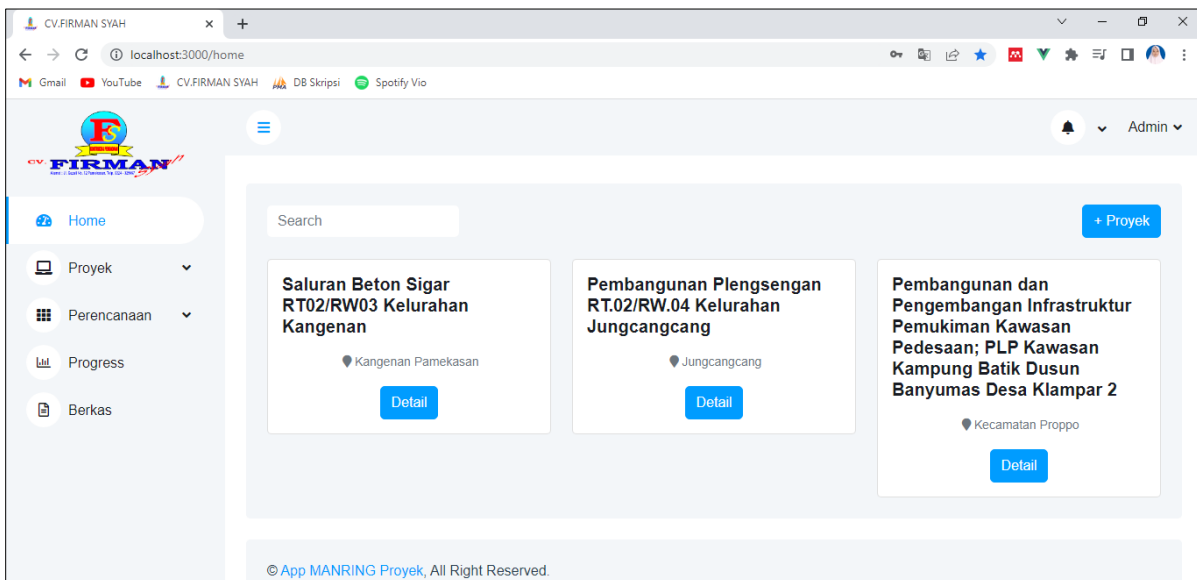 CV.FIRMAN SYAH
localhost:3000/home
Gmail YouTube CV.FIRMAN SYAH DB Skripsi Spotify Vio
FS
CV. FIRMAN
Admin
Home
Proyek
Perencanaan
Progress
Berkas
Search
+ Proyek
Saluran Beton Sigar
RT02/RW03 Kelurahan
Kangenan
Kangenan Pamekasan
Detail
Pembangunan Plengsengan
RT.02/RW.04 Kelurahan
Jungcangcang
Jungcangcang
Detail
Pembangunan dan
Pengembangan Infrastruktur
Pemukiman Kawasan
Pedesaan; PLP Kawasan
Kampung Batik Dusun
Banyumas Desa Klampar 2
Kecamatan Proppo
Detail
© App MANRING Proyek, All Right Reserved.